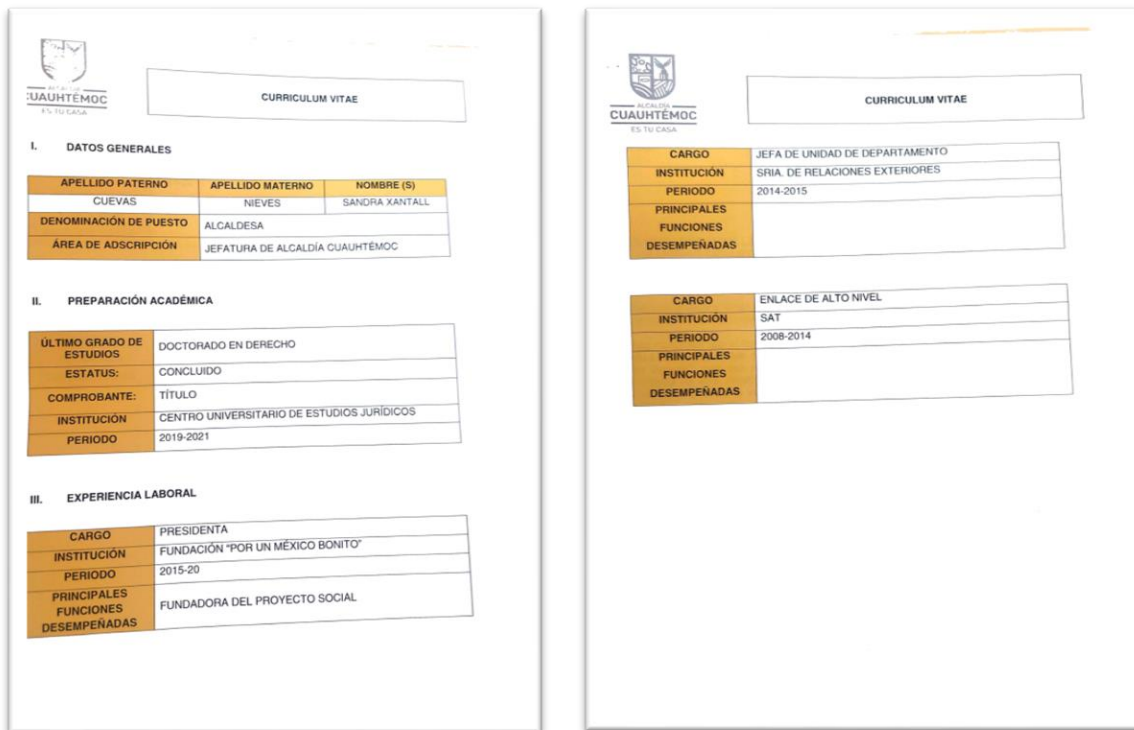 ALCALDÍA
CUAUHTÉMOC
ES TU CASA
CURRICULUM VITAE
I. DATOS GENERALES
APELLIDO PATERNO APELLIDO MATERNO NOMBRE (S)
CUEVAS NIEVES SANDRA XANTALL
DENOMINACIÓN DE PUESTO ALCALDESA
ÁREA DE ADSCRIPCIÓN JEFATURA DE ALCALDÍA CUAUHTÉMOC
II. PREPARACIÓN ACADÉMICA
ÚLTIMO GRADO DE
ESTUDIOS DOCTORADO EN DERECHO
ESTATUS: CONCLUIDO
COMPROBANTE: TÍTULO
INSTITUCIÓN CENTRO UNIVERSITARIO DE ESTUDIOS JURÍDICOS
PERIODO 2019-2021
III. EXPERIENCIA LABORAL
CARGO PRESIDENTA
INSTITUCIÓN FUNDACIÓN "POR UN MÉXICO BONITO"
PERIODO 2015-20
PRINCIPALES
FUNCIONES
DESEMPEÑADAS FUNDADORA DEL PROYECTO SOCIAL
ALCALDÍA
CUAUHTÉMOC
ES TU CASA
CURRICULUM VITAE
CARGO JEFA DE UNIDAD DE DEPARTAMENTO
INSTITUCIÓN SRIA. DE RELACIONES EXTERIORES
PERIODO 2014-2015
PRINCIPALES
FUNCIONES
DESEMPEÑADAS
CARGO ENLACE DE ALTO NIVEL
INSTITUCIÓN SAT
PERIODO 2008-2014
PRINCIPALES
FUNCIONES
DESEMPEÑADAS